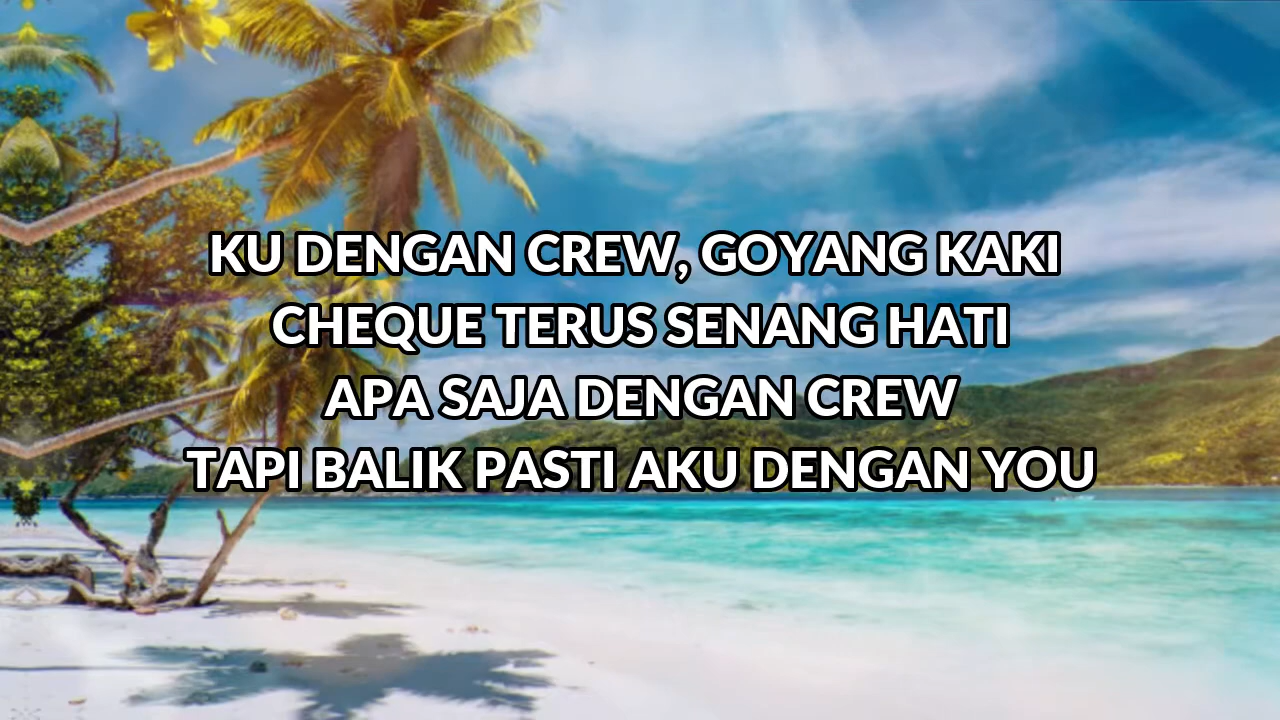 KU DENGAN CREW, GOYANG KAKI
CHEQUE TERUS SENANG HATI
APA SAJA DENGAN CREW
TAPI BALIK PASTI AKU DENGAN YOU